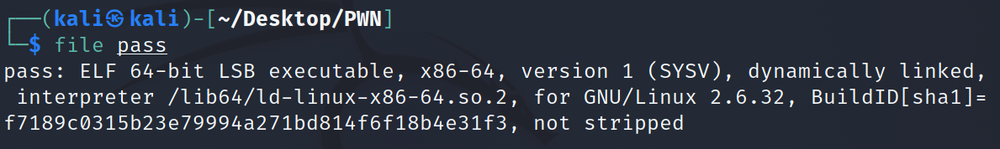 ┌──(kali㉿kali)-[~/Desktop/PWN]
└─$ file pass
pass: ELF 64-bit LSB executable, x86-64, version 1 (SYSV), dynamically linked,
 interpreter /lib64/ld-linux-x86-64.so.2, for GNU/Linux 2.6.32, BuildID[sha1]=
f7189c0315b23e79994a271bd814f6f18b4e31f3, not stripped